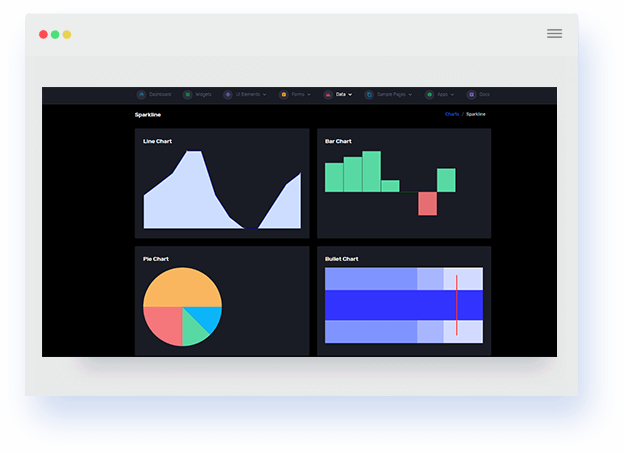 Dashboard Widgets UI Elements Forms Data Sample Pages Apps Docs
Sparkline Charts / Sparkline
Line Chart Bar Chart
Pie Chart Bullet Chart